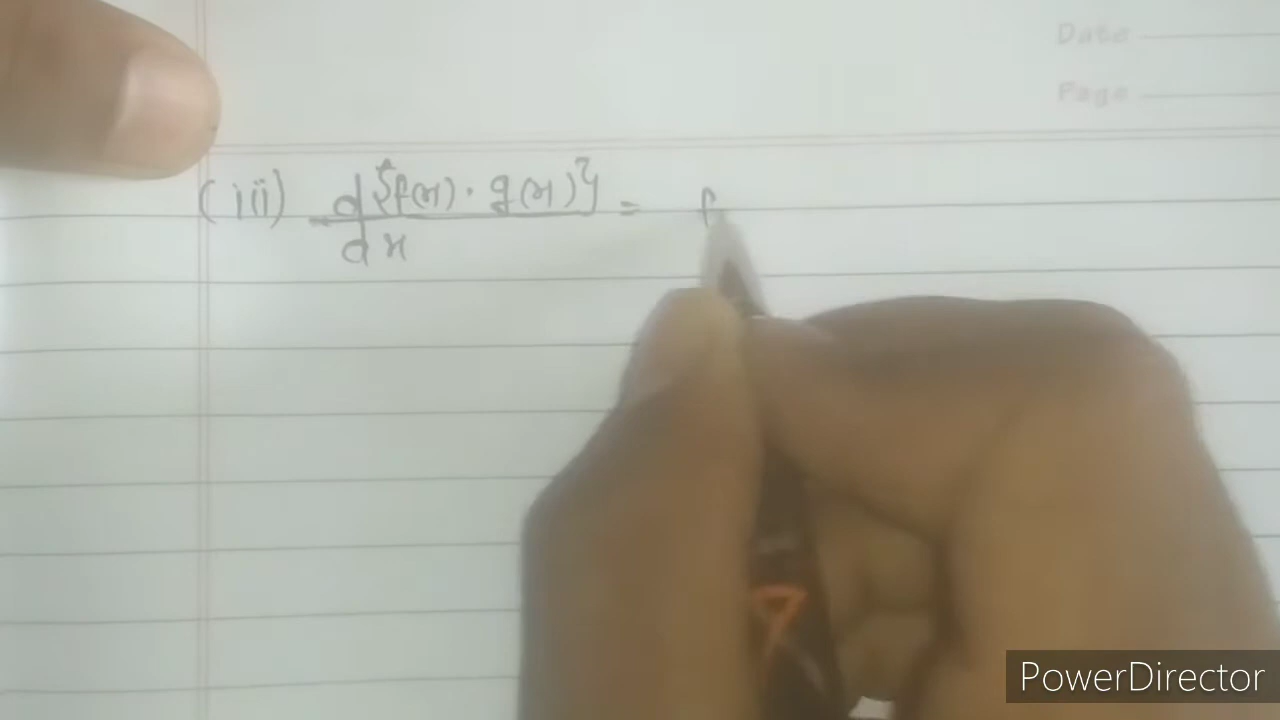 Date
Page
(iii) d{f(x) · g(x)} = f
dx
PowerDirector